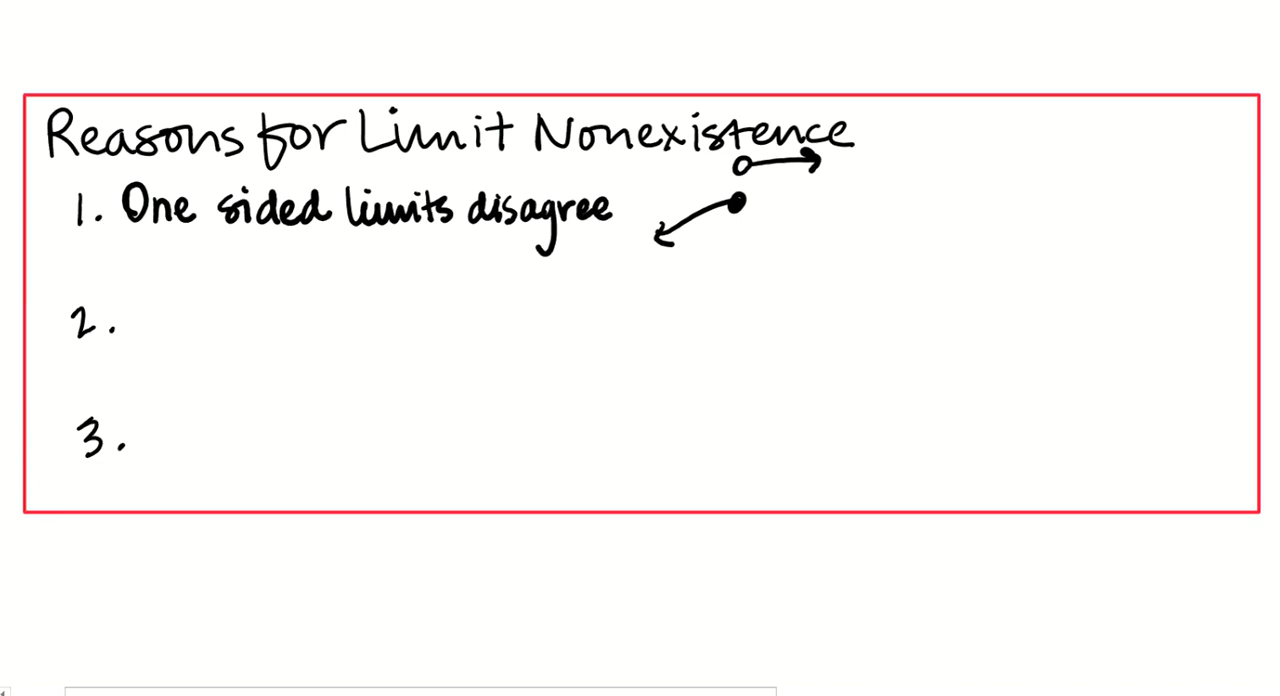 Reasons for Limit Nonexistence
1. One sided limits disagree
2.
3.